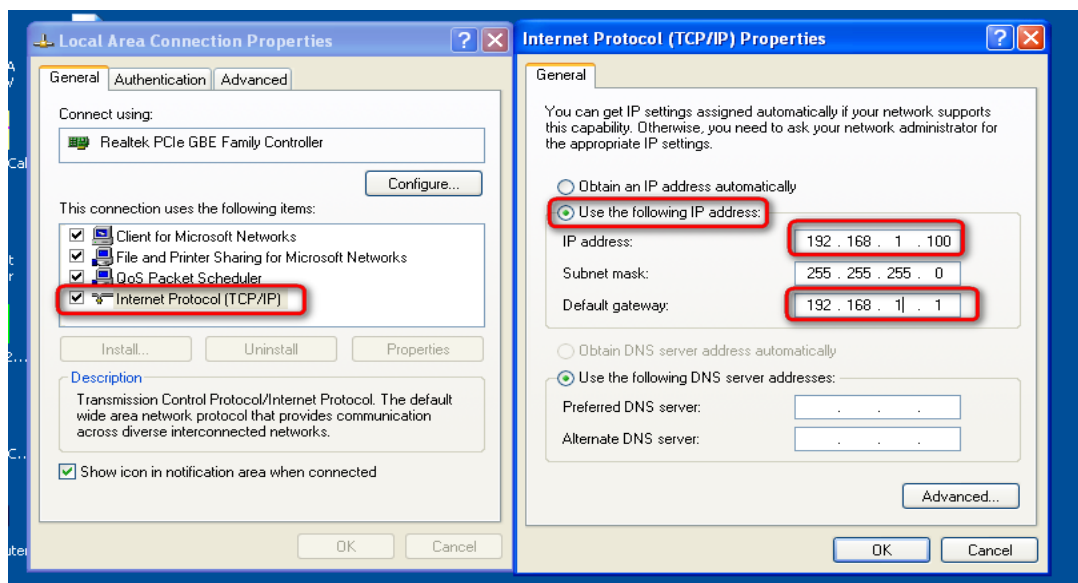 Local Area Connection Properties
General Authentication Advanced
Connect using:
Realtek PCIe GBE Family Controller
Configure...
This connection uses the following items:
Client for Microsoft Networks
File and Printer Sharing for Microsoft Networks
QoS Packet Scheduler
Internet Protocol (TCP/IP)
Install... Uninstall Properties
Description
Transmission Control Protocol/Internet Protocol. The default
wide area network protocol that provides communication
across diverse interconnected networks.
Show icon in notification area when connected
OK Cancel
Internet Protocol (TCP/IP) Properties
General
You can get IP settings assigned automatically if your network supports
this capability. Otherwise, you need to ask your network administrator for
the appropriate IP settings.
Obtain an IP address automatically
Use the following IP address:
IP address: 192 . 168 . 1 . 100
Subnet mask: 255 . 255 . 255 . 0
Default gateway: 192 . 168 . 1 . 1
Obtain DNS server address automatically
Use the following DNS server addresses:
Preferred DNS server: . . .
Alternate DNS server: . . .
Advanced...
OK Cancel